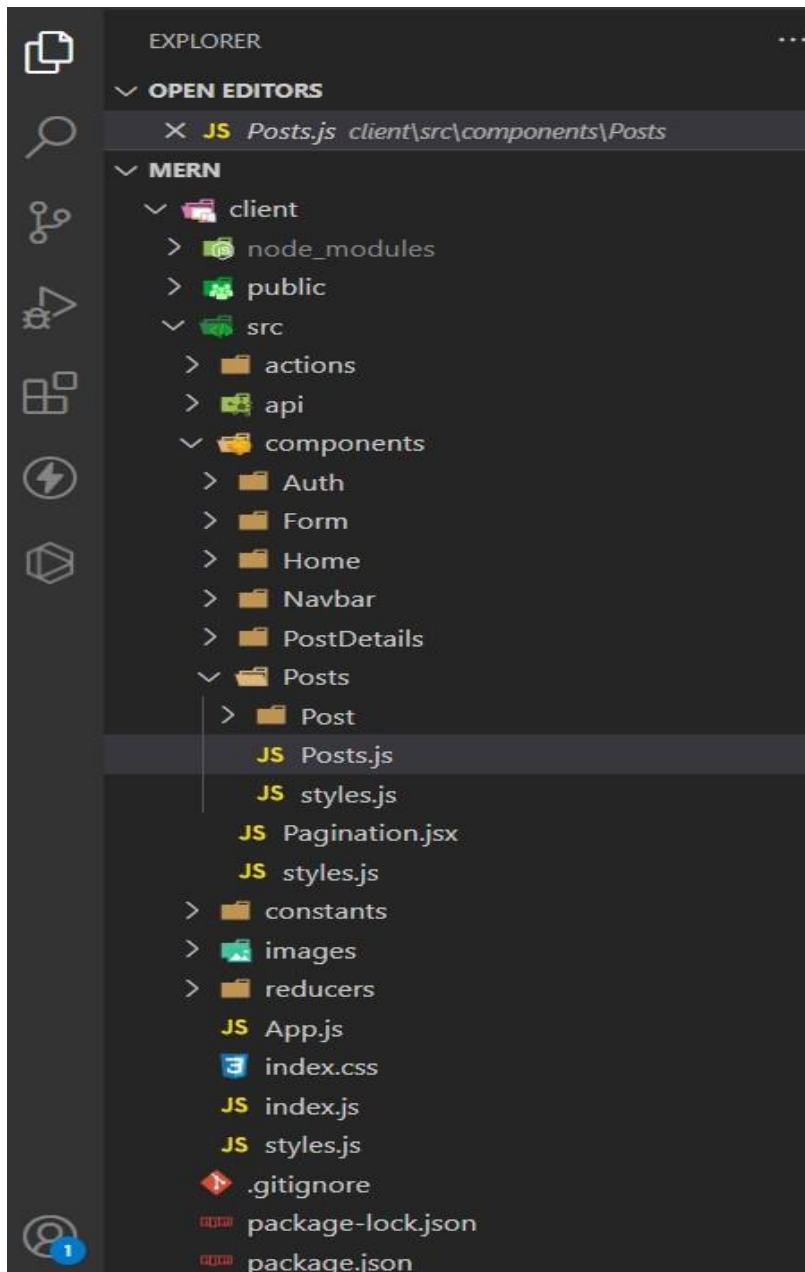 EXPLORER
OPEN EDITORS
JS Posts.js client\src\components\Posts
MERN
client
JS node_modules
public
src
actions
api
components
Auth
Form
Home
Navbar
PostDetails
Posts
Post
JS Posts.js
JS styles.js
JS Pagination.jsx
JS styles.js
constants
images
reducers
JS App.js
index.css
JS index.js
JS styles.js
.gitignore
package-lock.json
1
package.json